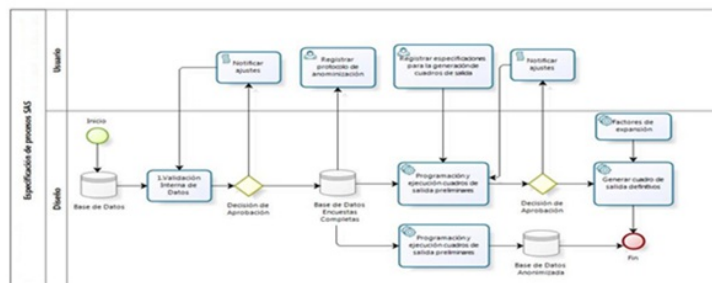 Especificación de procesos SAS
Usuario
Notificar
ajustes
Registrar
protocolo de
anominización
Registrar especificaciones
para la generación de
cuadros de salida
Notificar
ajustes
Diseño
Inicio
Base de Datos
1.Validación
Interna de
Datos
Decisión de
Aprobación
Base de Datos
Encuestas
Completas
Programación y
ejecución cuadros de
salida preliminares
Decisión de
Aprobación
Factores de
expanción
Generar cuadro de
salida definitivos
Programación y
ejecución cuadros de
salida preliminares
Base de Datos
Anonimizada
Fin